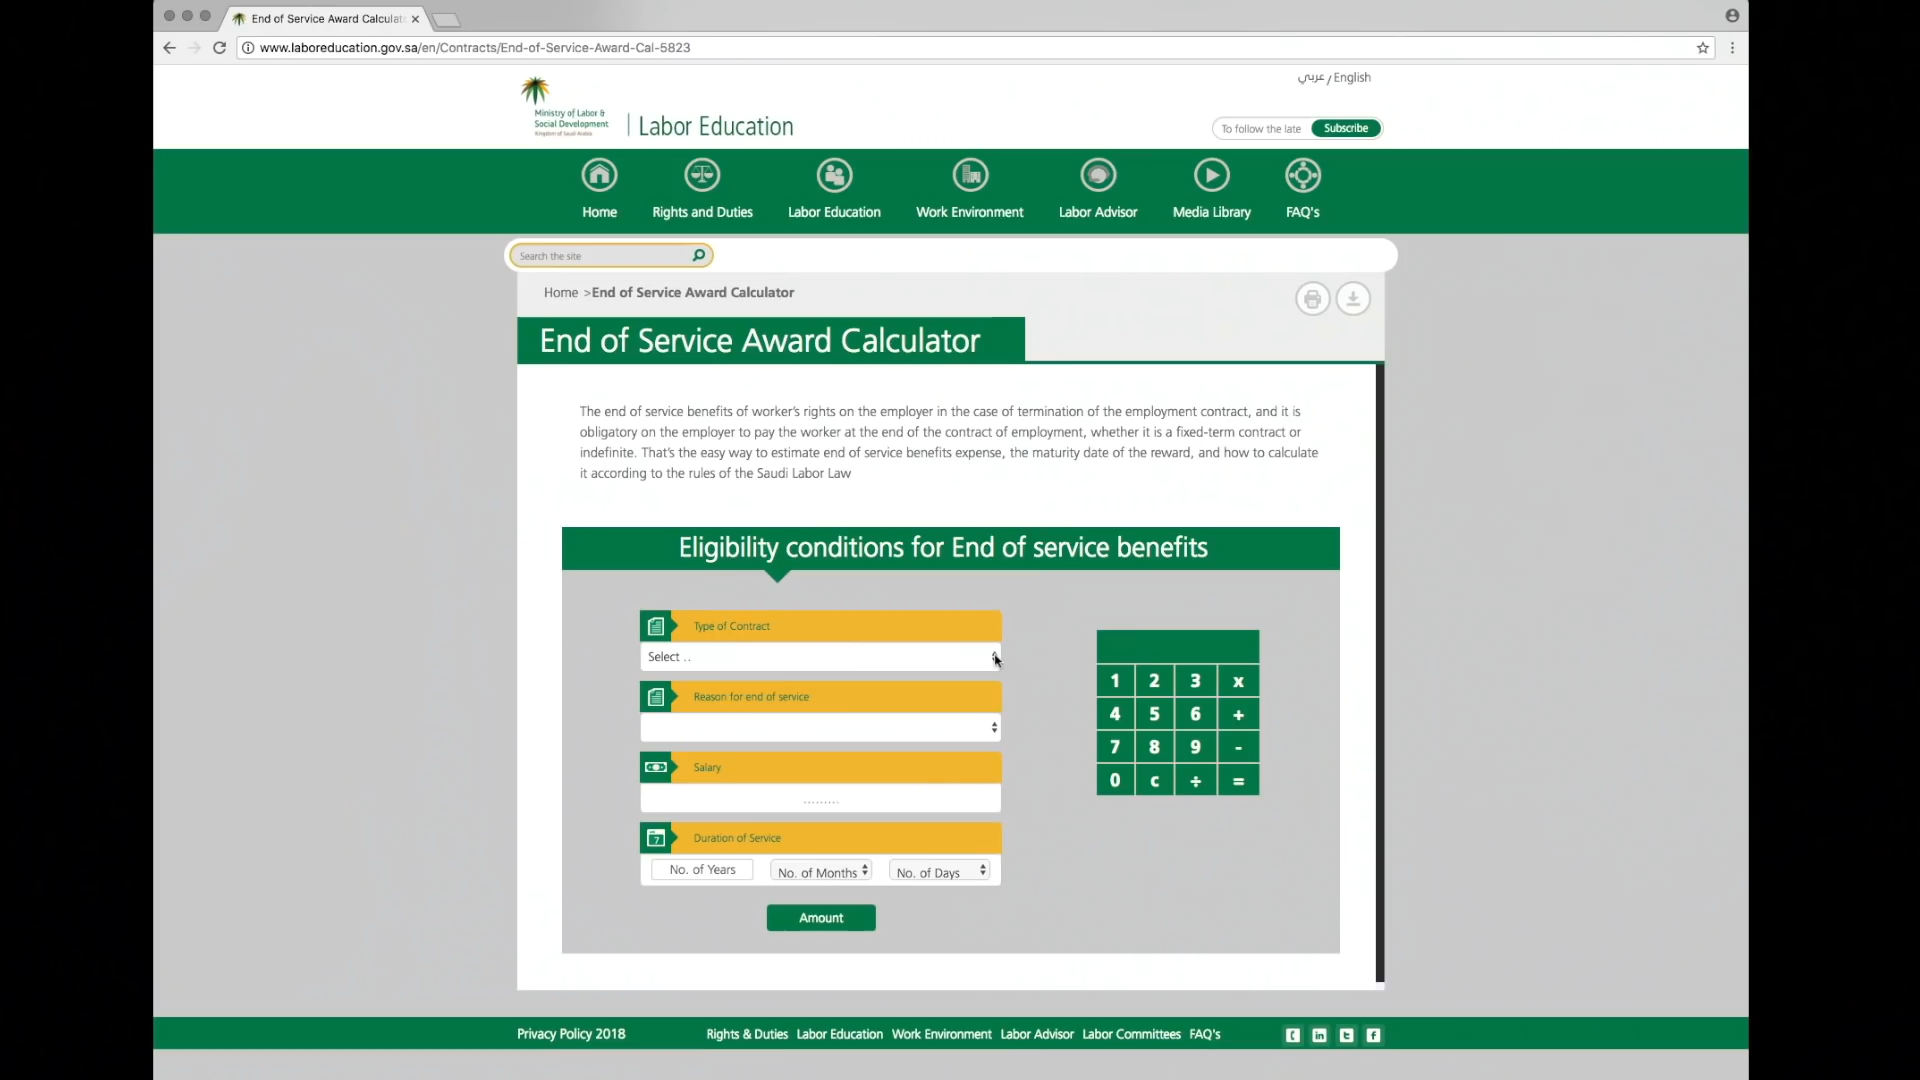 End of Service Award Calculat
www.laboreducation.gov.sa/en/Contracts/End-of-Service-Award-Cal-5823
عربي / English
Ministry of Labor &
Social Development
Kingdom of Saudi Arabia
Labor Education
To follow the late
Subscribe
Home
Rights and Duties
Labor Education
Work Environment
Labor Advisor
Media Library
FAQ's
Search the site
Home >End of Service Award Calculator
End of Service Award Calculator
The end of service benefits of worker's rights on the employer in the case of termination of the employment contract, and it is
obligatory on the employer to pay the worker at the end of the contract of employment, whether it is a fixed-term contract or
indefinite. That's the easy way to estimate end of service benefits expense, the maturity date of the reward, and how to calculate
it according to the rules of the Saudi Labor Law
Eligibility conditions for End of service benefits
Type of Contract
Select ..
Reason for end of service
Salary
.........
7
Duration of Service
No. of Years
No. of Months
No. of Days
Amount
1 2 3 x
4 5 6 +
7 8 9 -
0 c ÷ =
Privacy Policy 2018
Rights & Duties Labor Education Work Environment Labor Advisor Labor Committees FAQ's